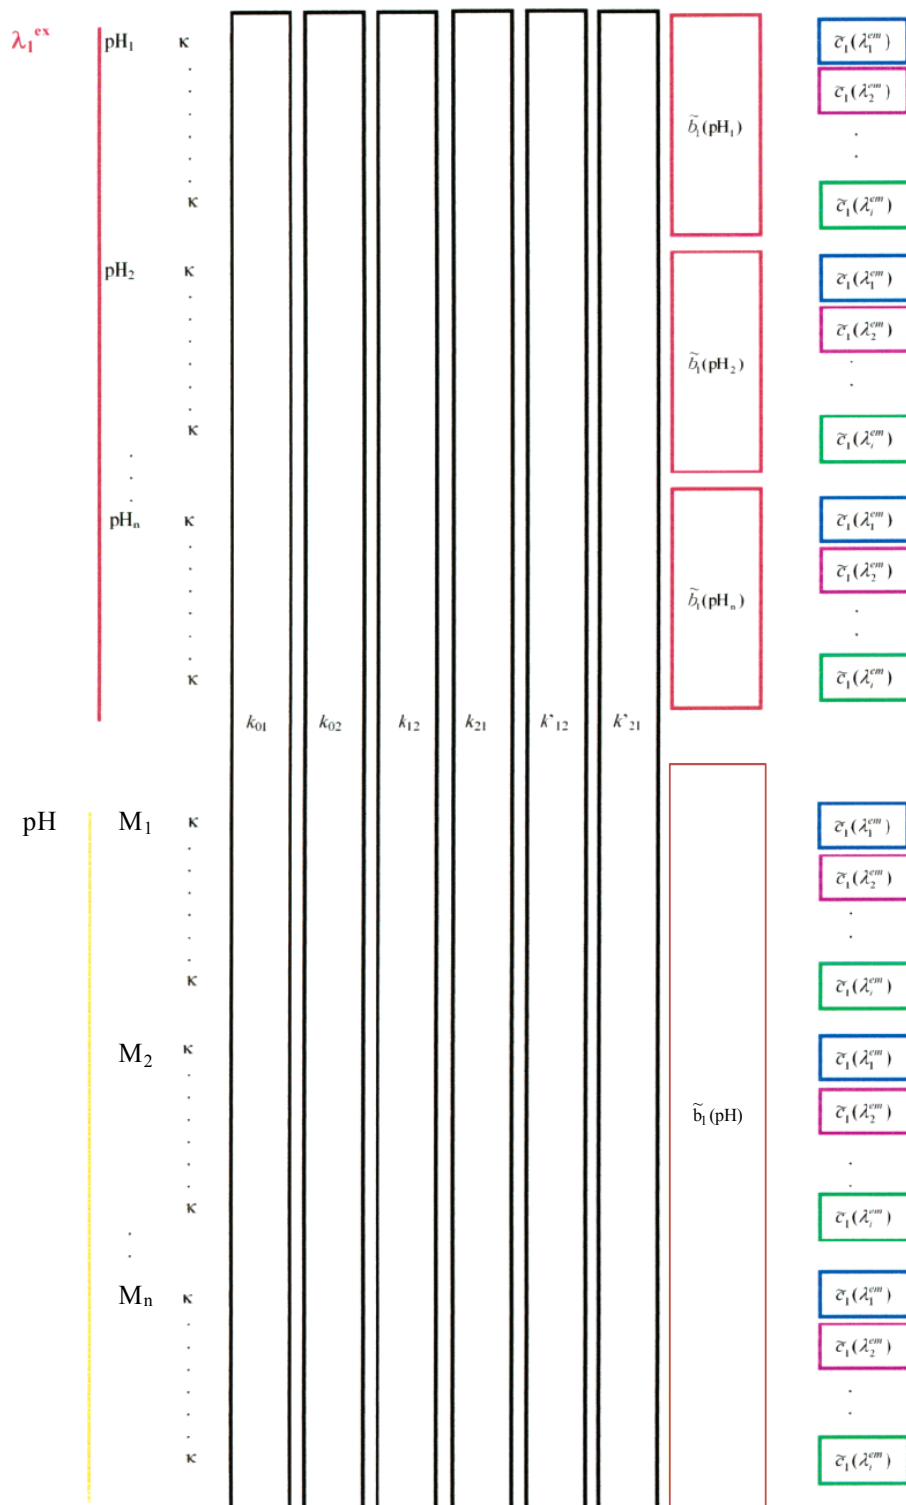 λ₁ᵉˣ pH₁ κ c̃₁(λ₁ᵉᵐ)
c̃₁(λ₂ᵉᵐ)
b̃₁(pH₁)
κ c̃₁(λᵢᵉᵐ)
pH₂ κ c̃₁(λ₁ᵉᵐ)
c̃₁(λ₂ᵉᵐ)
b̃₁(pH₂)
κ c̃₁(λᵢᵉᵐ)
pHₙ κ c̃₁(λ₁ᵉᵐ)
c̃₁(λ₂ᵉᵐ)
b̃₁(pHₙ)
κ c̃₁(λᵢᵉᵐ)
k₀₁ k₀₂ k₁₂ k₂₁ k'₁₂ k'₂₁
pH M₁ κ c̃₁(λ₁ᵉᵐ)
c̃₁(λ₂ᵉᵐ)
κ c̃₁(λᵢᵉᵐ)
M₂ κ c̃₁(λ₁ᵉᵐ)
b̃₁(pH) c̃₁(λ₂ᵉᵐ)
κ c̃₁(λᵢᵉᵐ)
Mₙ κ c̃₁(λ₁ᵉᵐ)
c̃₁(λ₂ᵉᵐ)
κ c̃₁(λᵢᵉᵐ)